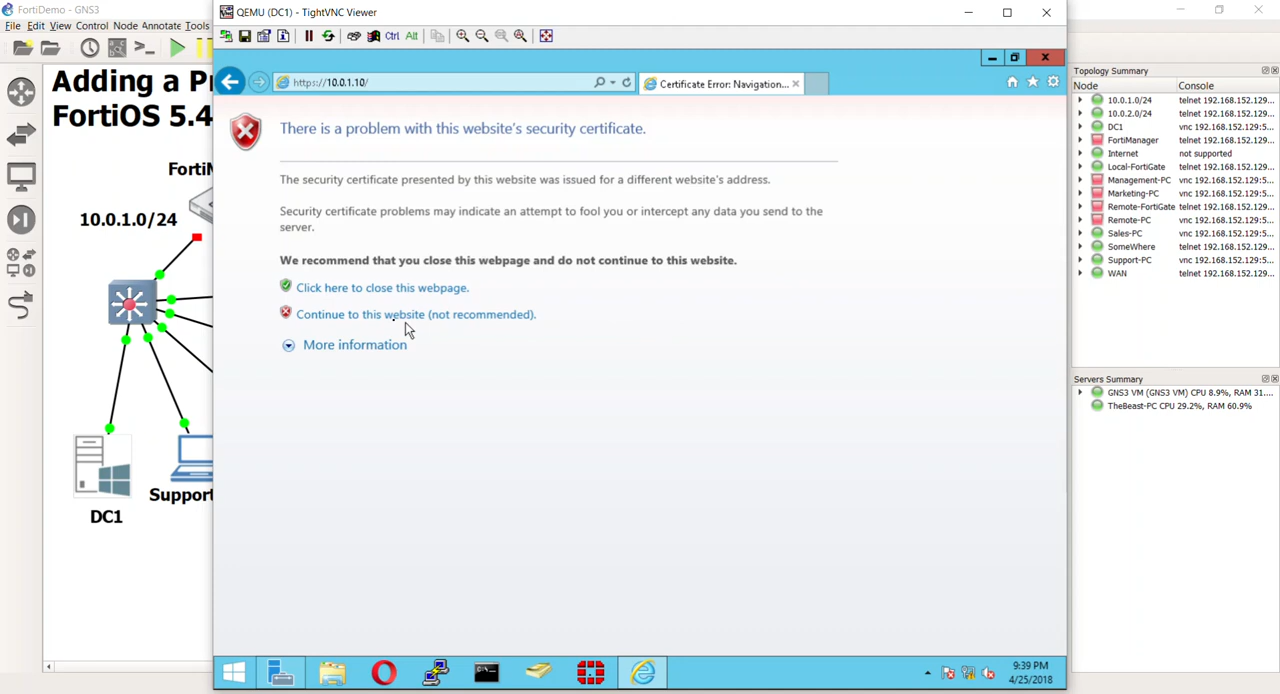 FortiDemo - GNS3
File Edit View Control Node Annotate Tools
Adding a P
FortiOS 5.4
FortiM
10.0.1.0/24
DC1
Support
QEMU (DC1) - TightVNC Viewer
Ctrl Alt
https://10.0.1.10/
Certificate Error: Navigation...
There is a problem with this website's security certificate.
The security certificate presented by this website was issued for a different website's address.
Security certificate problems may indicate an attempt to fool you or intercept any data you send to the
server.
We recommend that you close this webpage and do not continue to this website.
Click here to close this webpage.
Continue to this website (not recommended).
More information
9:39 PM
4/25/2018
Topology Summary
Node Console
10.0.1.0/24 telnet 192.168.152.129:...
10.0.2.0/24 telnet 192.168.152.129:...
DC1 vnc 192.168.152.129:5...
FortiManager telnet 192.168.152.129:...
Internet not supported
Local-FortiGate telnet 192.168.152.129:...
Management-PC vnc 192.168.152.129:5...
Marketing-PC vnc 192.168.152.129:5...
Remote-FortiGate telnet 192.168.152.129:...
Remote-PC vnc 192.168.152.129:5...
Sales-PC vnc 192.168.152.129:5...
SomeWhere telnet 192.168.152.129:...
Support-PC vnc 192.168.152.129:5...
WAN telnet 192.168.152.129:...
Servers Summary
GNS3 VM (GNS3 VM) CPU 8.9%, RAM 31....
TheBeast-PC CPU 29.2%, RAM 60.9%